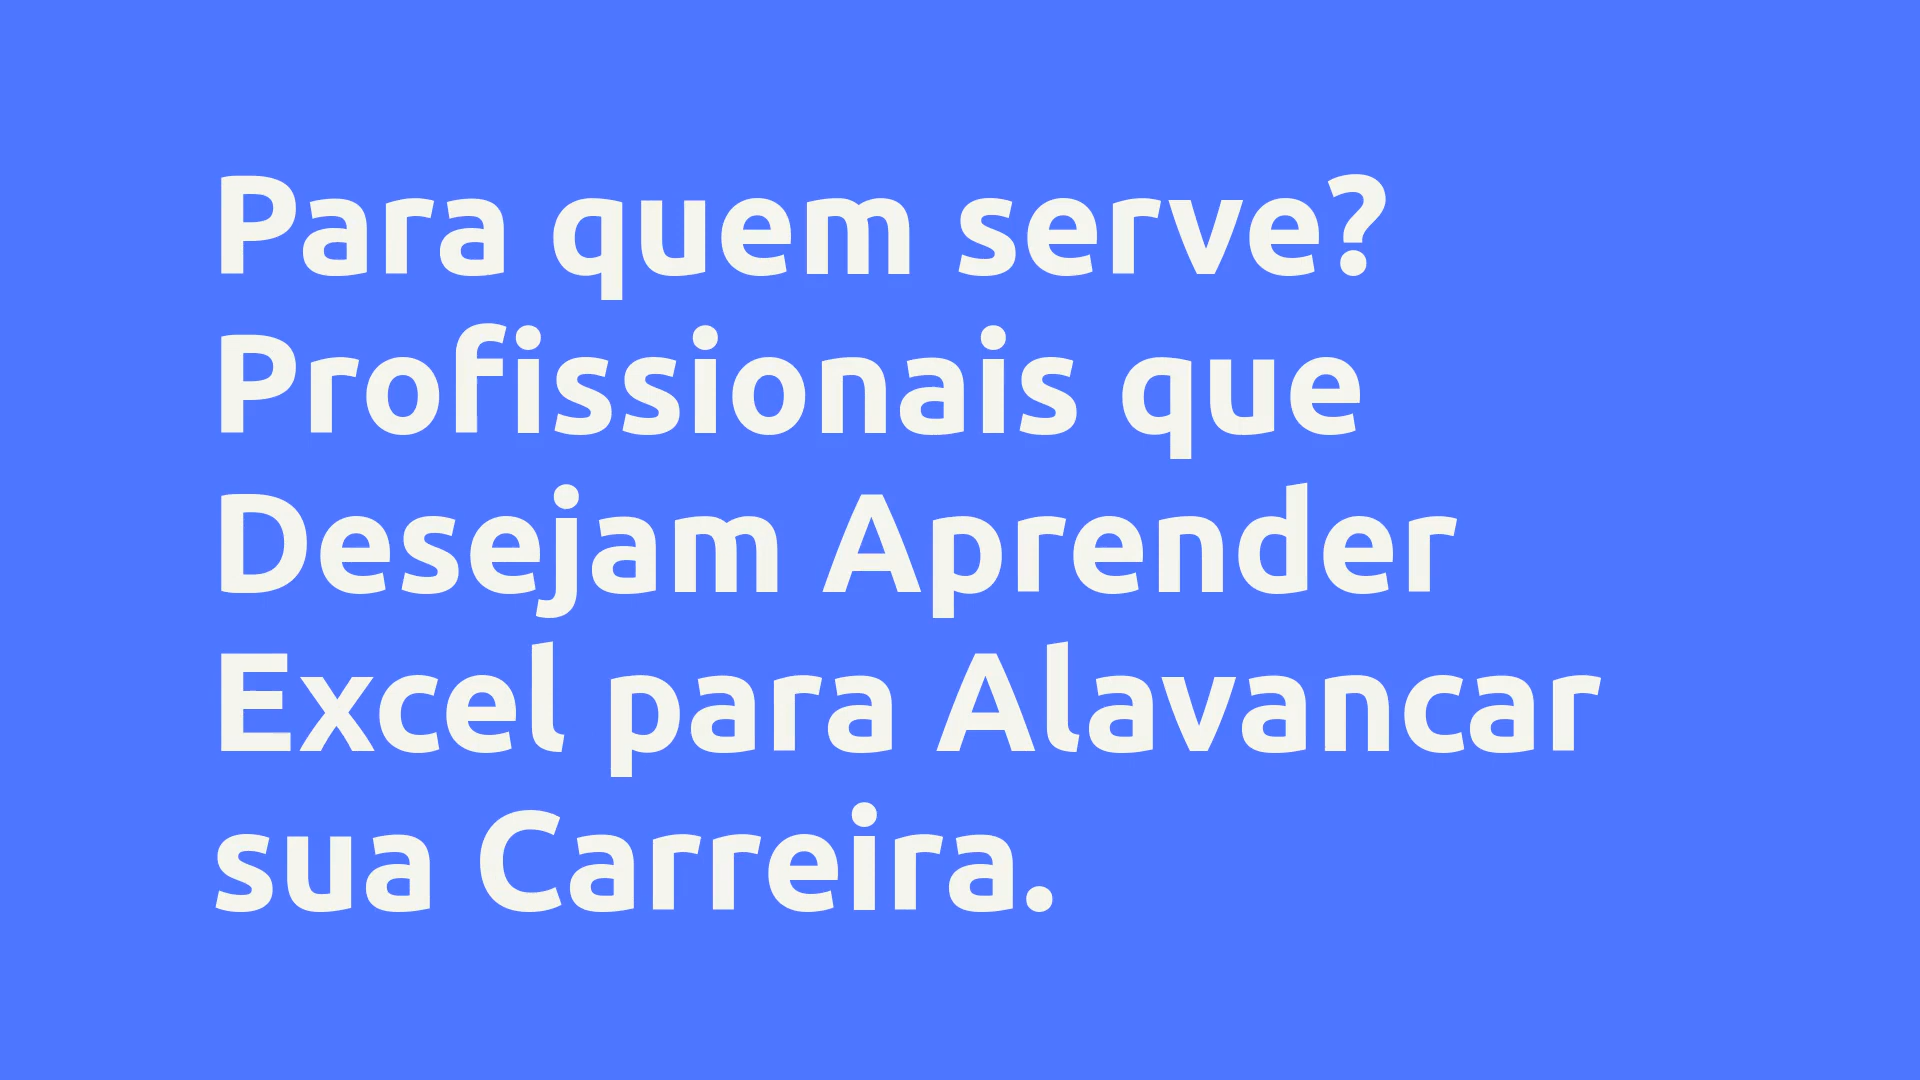 Para quem serve?
Profissionais que
Desejam Aprender
Excel para Alavancar
sua Carreira.